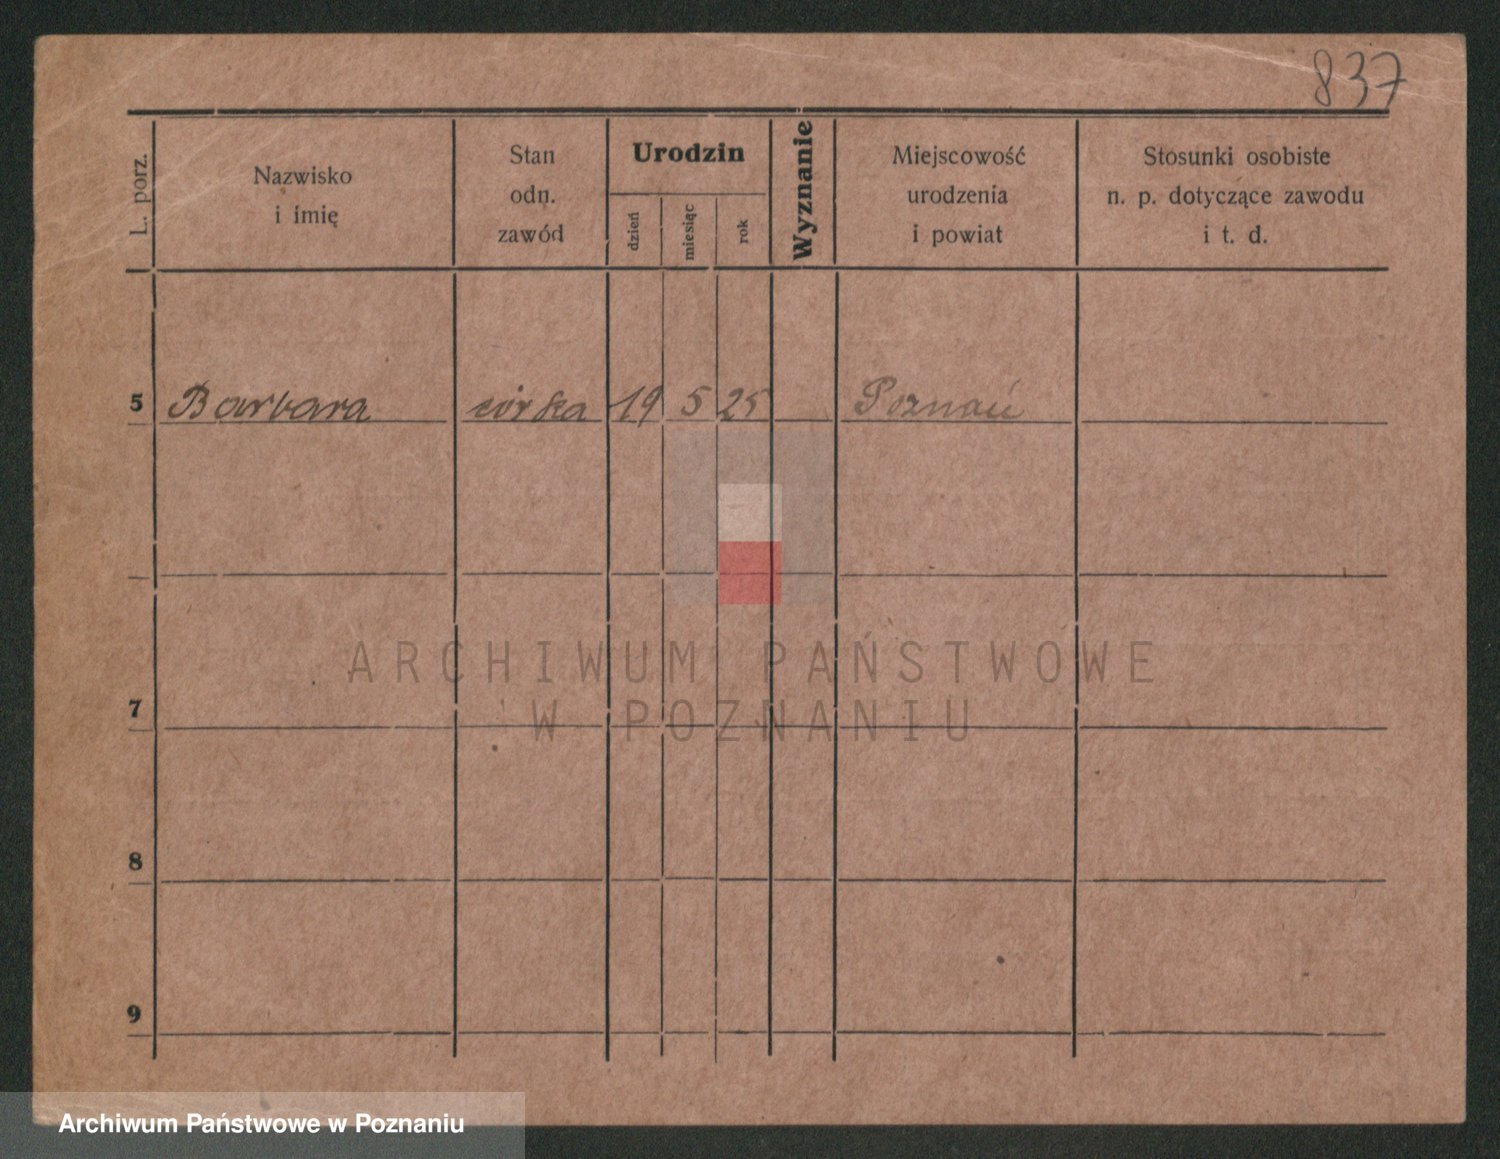 837
L. porz.
Nazwisko
i imię
Stan
odn.
zawód
Urodzin
dzień
miesiąc
rok
Wyznanie
Miejscowość
urodzenia
i powiat
Stosunki osobiste
n. p. dotyczące zawodu
i t. d.
5 Barbara córka 19 5 25 Poznań
7
8
9
ARCHIWUM PAŃSTWOWE
W POZNANIU
Archiwum Państwowe w Poznaniu